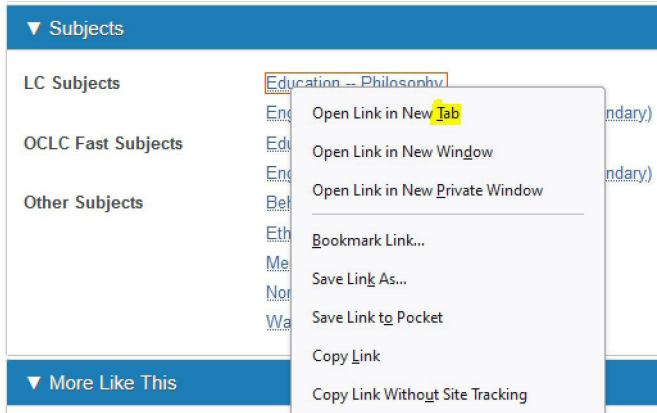 ▼ Subjects
LC Subjects Education -- Philosophy
Open Link in New Tab
ndary)
OCLC Fast Subjects
Open Link in New Window
ndary)
Open Link in New Private Window
Other Subjects
Bookmark Link...
Save Link As...
Save Link to Pocket
Copy Link
▼ More Like This
Copy Link Without Site Tracking